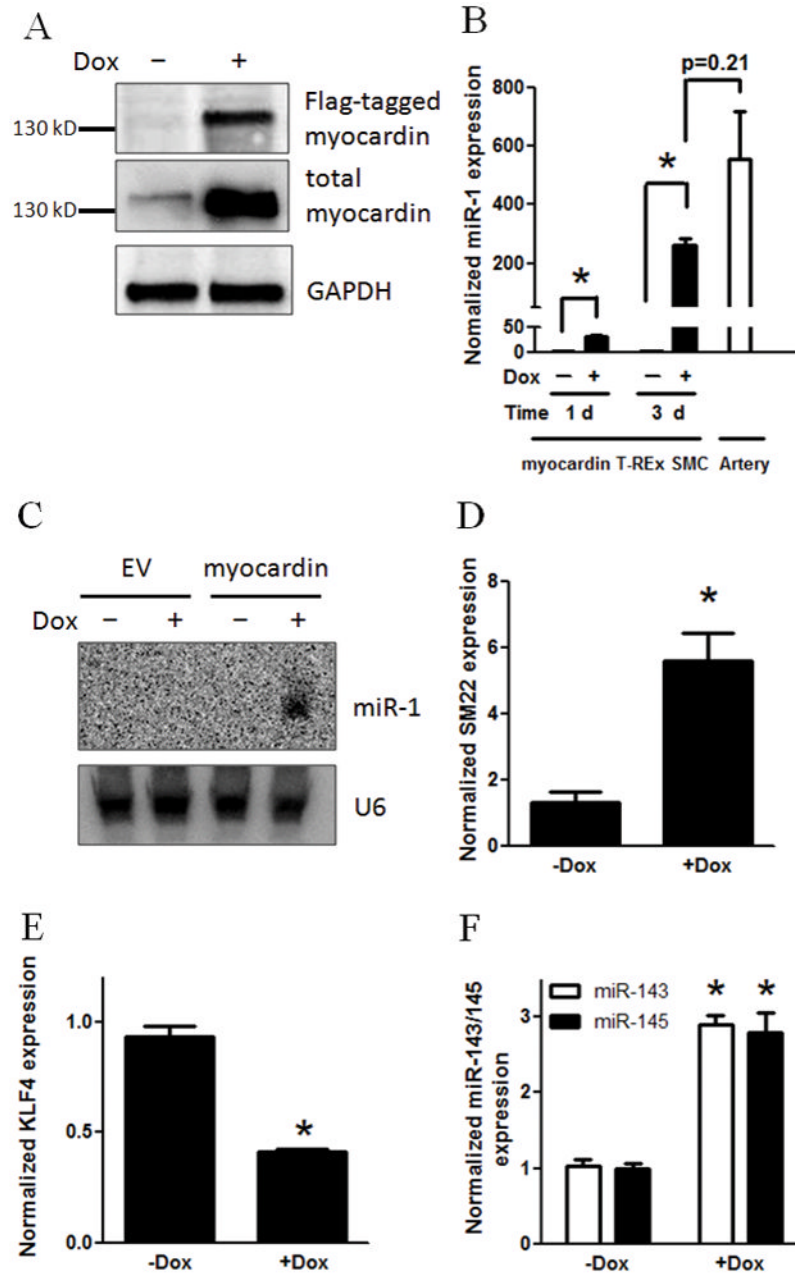 A
Dox − +
Flag-tagged
myocardin
130 kD
total
myocardin
130 kD
GAPDH
B
p=0.21
Nomalized miR-1 expression
800
600
400
200
50
0
*
*
Dox − + − +
Time 1 d 3 d
myocardin T-REx SMC Artery
C
EV myocardin
Dox − + − +
miR-1
U6
D
Normalized SM22 expression
8
6
4
2
0
*
-Dox +Dox
E
Normalized KLF4 expression
1.0
0.5
0.0
*
-Dox +Dox
F
Normalized miR-143/145
expression
3
2
1
0
miR-143
miR-145
* *
-Dox +Dox